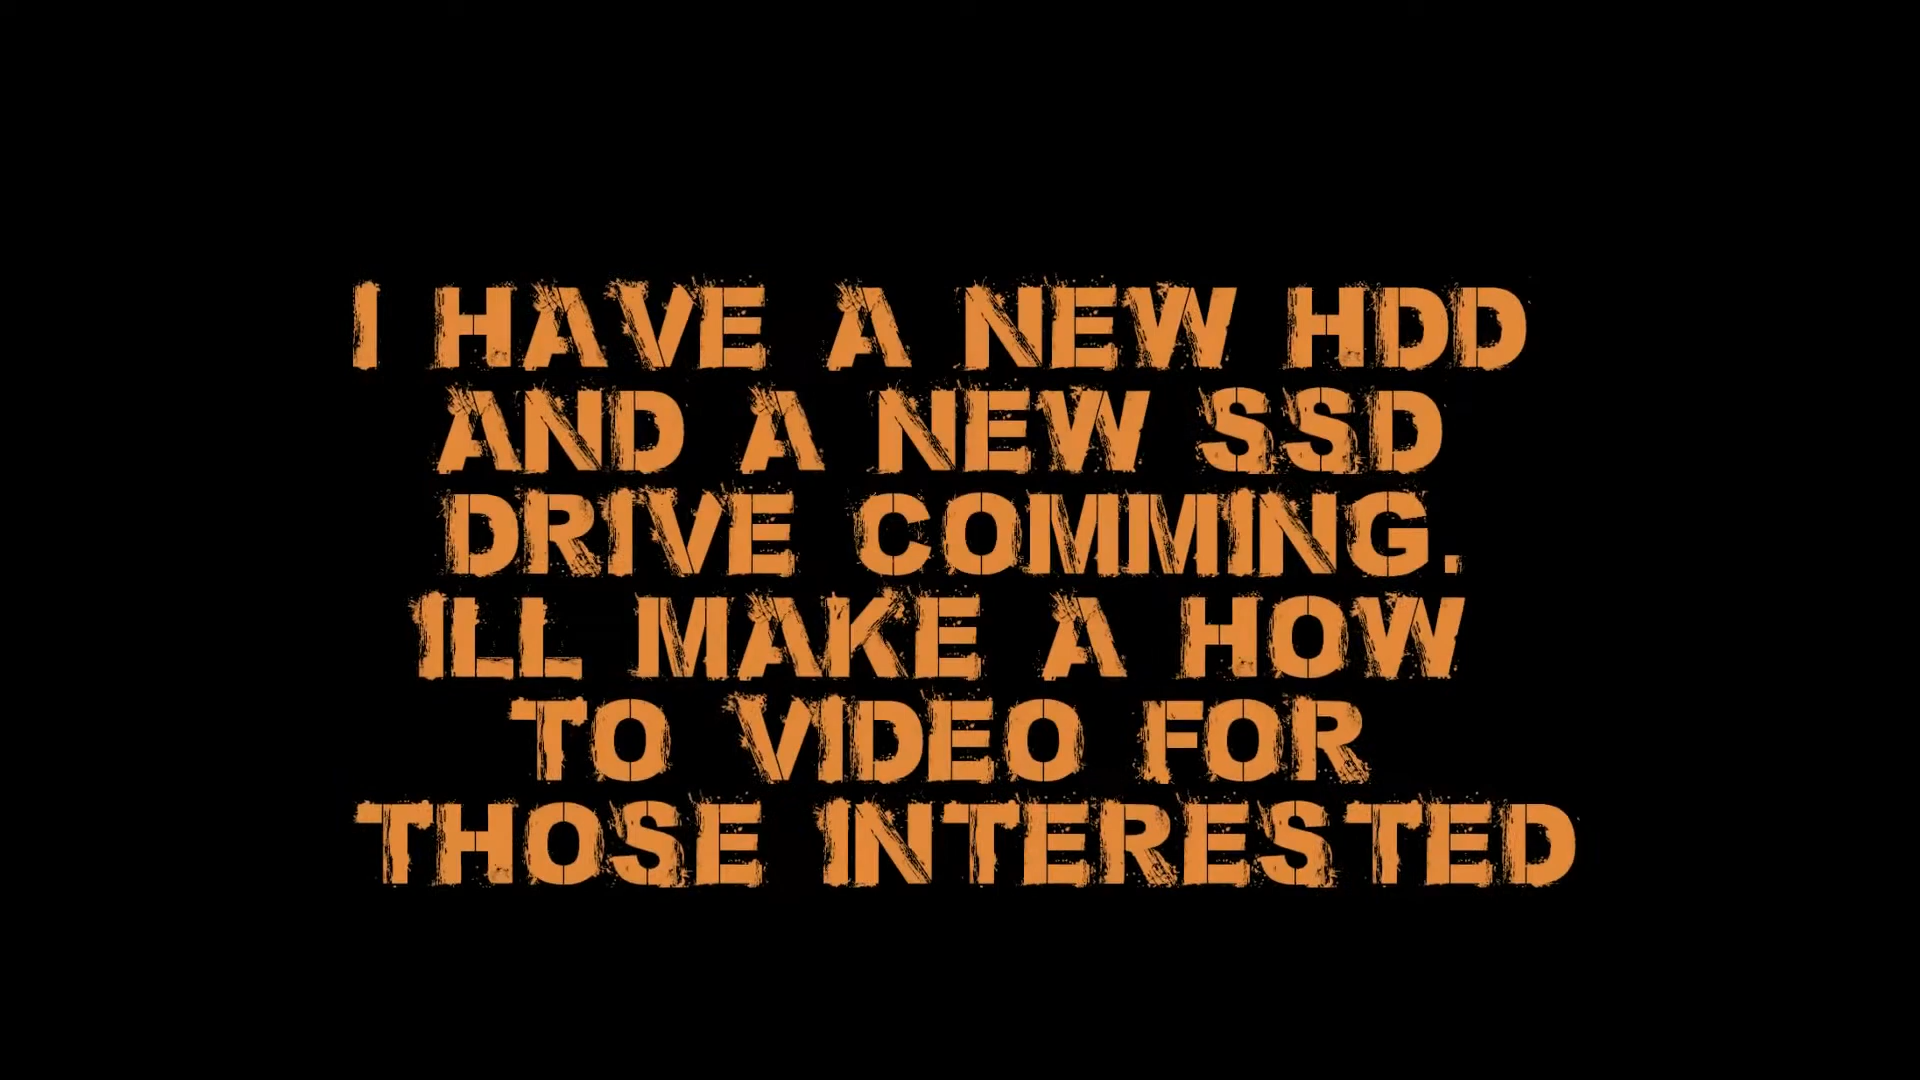 I HAVE A NEW HDD
AND A NEW SSD
DRIVE COMMING.
ILL MAKE A HOW
TO VIDEO FOR
THOSE INTERESTED